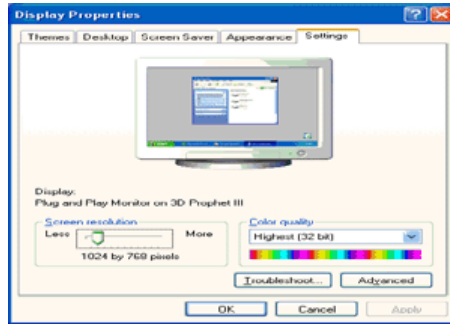 Display Properties
Themes Desktop Screen Saver Appearance Settings
Display:
Plug and Play Monitor on 3D Prophet III
Screen resolution
Less More
1024 by 768 pixels
Color quality
Highest (32 bit)
Troubleshoot... Advanced
OK Cancel Apply